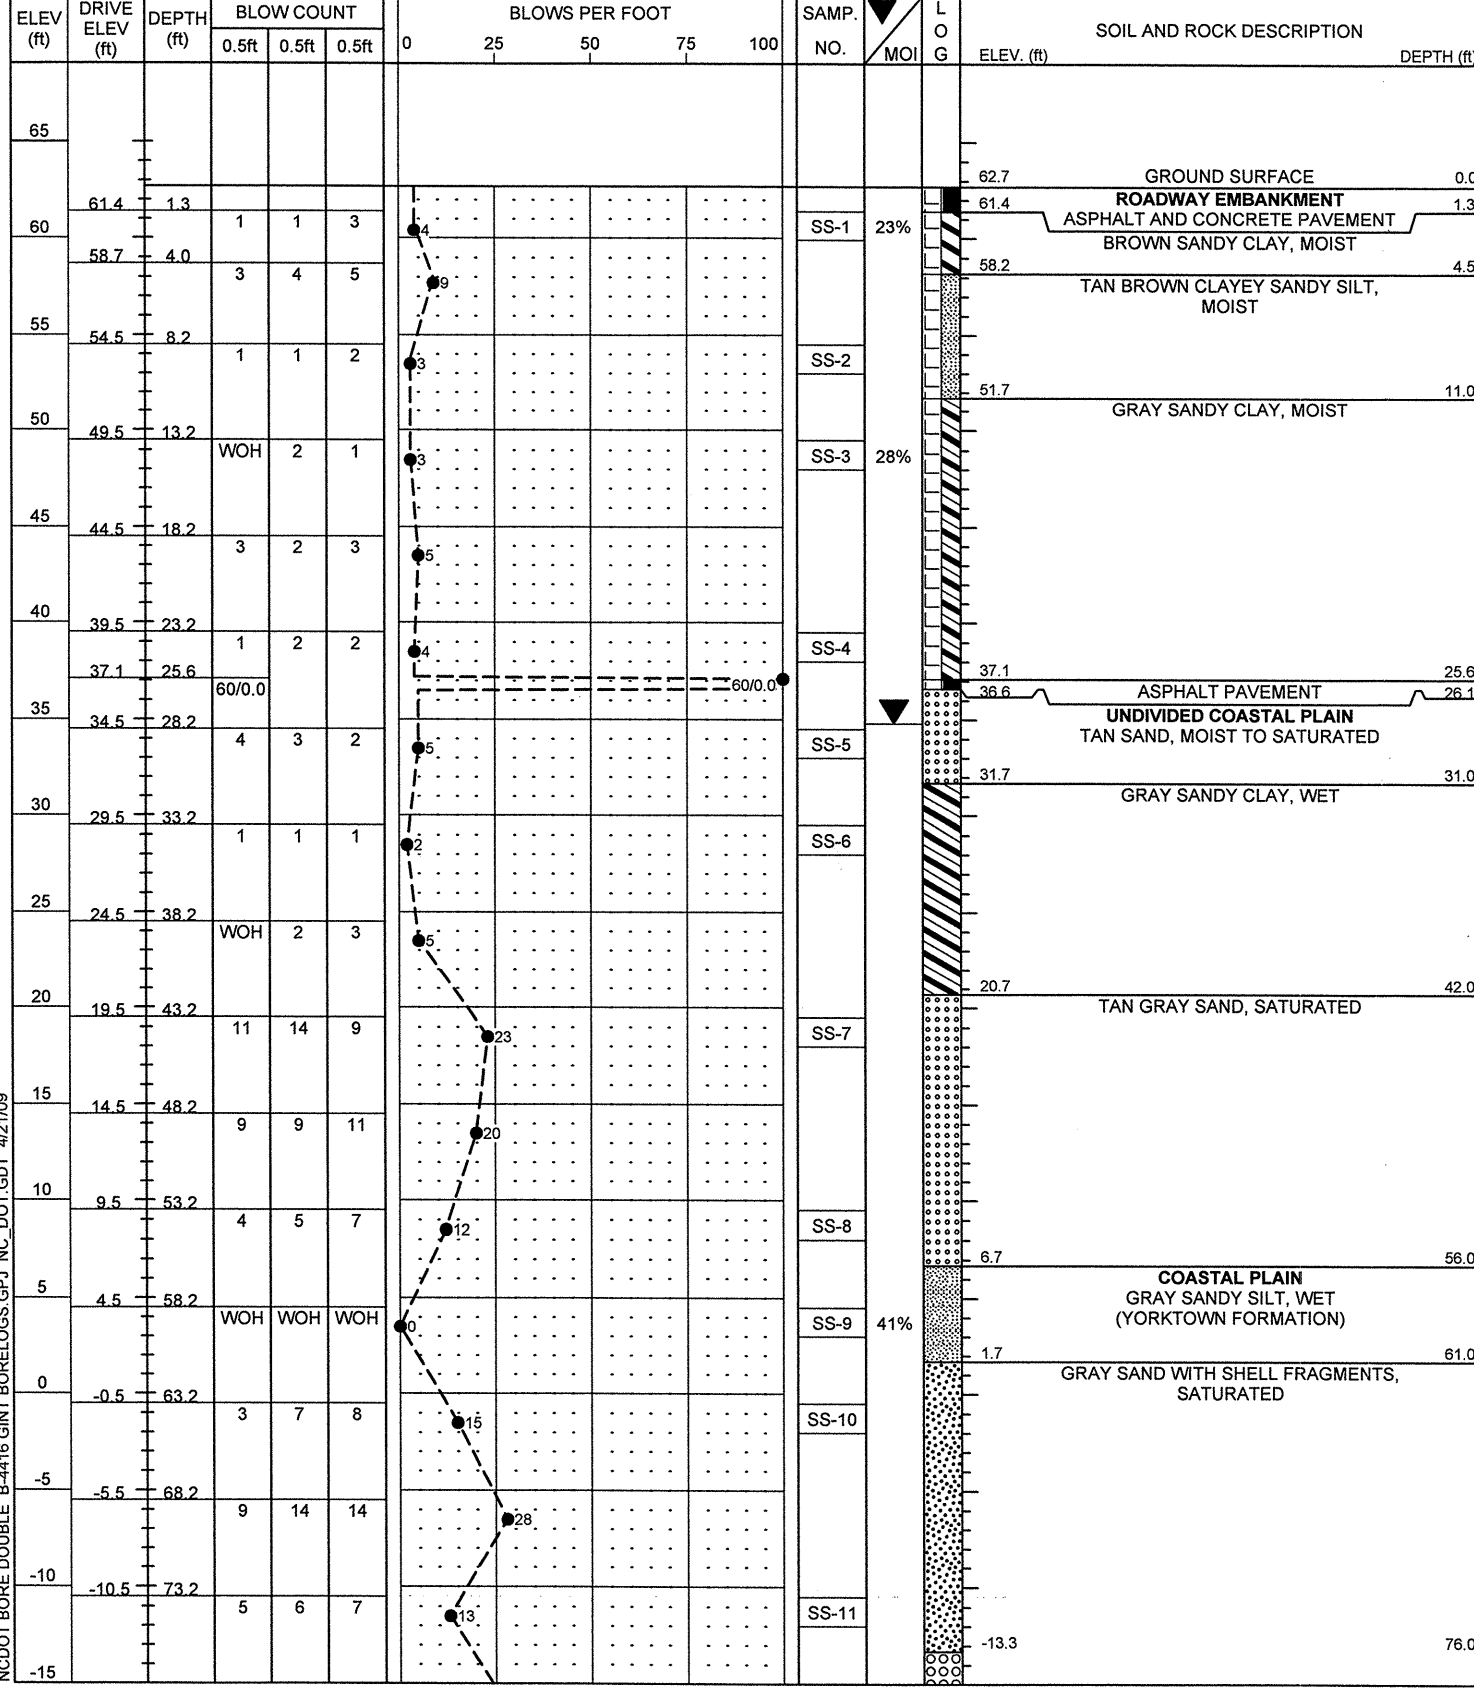 ELEV (ft) DRIVE ELEV (ft) DEPTH (ft) BLOW COUNT BLOWS PER FOOT SAMP. NO. MOI L O G SOIL AND ROCK DESCRIPTION
0.5ft 0.5ft 0.5ft 0 25 50 75 100 ELEV. (ft) DEPTH (ft)
65
62.7 GROUND SURFACE 0.0
ROADWAY EMBANKMENT
61.4 1.3 61.4 1.3
1 1 3 4 SS-1 23% ASPHALT AND CONCRETE PAVEMENT
60
BROWN SANDY CLAY, MOIST
58.7 4.0 58.2 4.5
3 4 5 9 TAN BROWN CLAYEY SANDY SILT,
MOIST
55
54.5 8.2
1 1 2 3 SS-2
51.7 11.0
GRAY SANDY CLAY, MOIST
50
49.5 13.2
WOH 2 1 3 SS-3 28%
45
44.5 18.2
3 2 3 5
40
39.5 23.2
1 2 2 4 SS-4
37.1 25.6 37.1 25.6
60/0.0 60/0.0 36.6 ASPHALT PAVEMENT 26.1
UNDIVIDED COASTAL PLAIN
35
34.5 28.2
4 3 2 5 SS-5 TAN SAND, MOIST TO SATURATED
31.7 31.0
GRAY SANDY CLAY, WET
30
29.5 33.2
1 1 1 2 SS-6
25
24.5 38.2
WOH 2 3 5
20.7 42.0
20
19.5 43.2 TAN GRAY SAND, SATURATED
11 14 9 23 SS-7
15
14.5 48.2
9 9 11 20
10
9.5 53.2
4 5 7 12 SS-8
6.7 56.0
COASTAL PLAIN
5
4.5 58.2 GRAY SANDY SILT, WET
WOH WOH WOH 0 SS-9 41% (YORKTOWN FORMATION)
1.7 61.0
GRAY SAND WITH SHELL FRAGMENTS,
SATURATED
0
-0.5 63.2
3 7 8 15 SS-10
-5
-5.5 68.2
9 14 14 28
-10
-10.5 73.2
5 6 7 13 SS-11
-13.3 76.0
-15
NCDOT BORE DOUBLE B-4416 GINT BORELOGS.GPJ NC_DOT.GDT 4/21/09